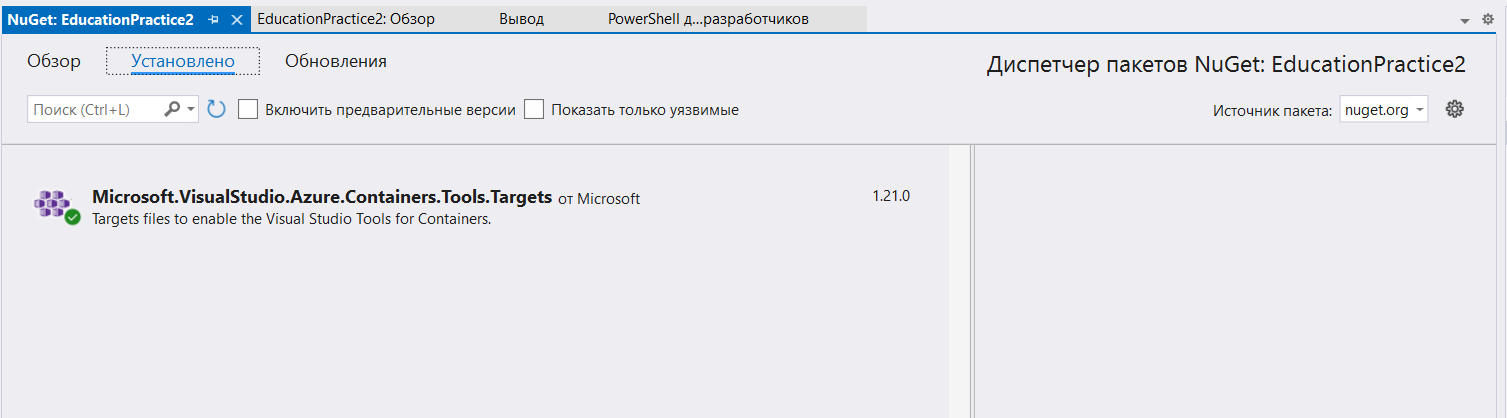 NuGet: EducationPractice2 EducationPractice2: Обзор Вывод PowerShell д...разработчиков
Обзор Установлено Обновления Диспетчер пакетов NuGet: EducationPractice2
Поиск (Ctrl+L) Включить предварительные версии Показать только уязвимые Источник пакета: nuget.org
Microsoft.VisualStudio.Azure.Containers.Tools.Targets от Microsoft 1.21.0
Targets files to enable the Visual Studio Tools for Containers.